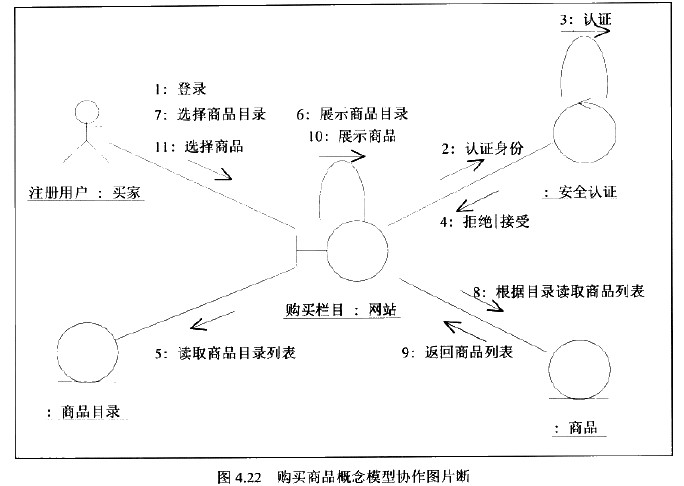 3：认证
1：登录
7：选择商品目录
6：展示商品目录
10：展示商品
11：选择商品
2：认证身份
注册用户：买家
：安全认证
4：拒绝|接受
8：根据目录读取商品列表
购买栏目：网站
5：读取商品目录列表
9：返回商品列表
：商品目录
：商品
图 4.22 购买商品概念模型协作图片断